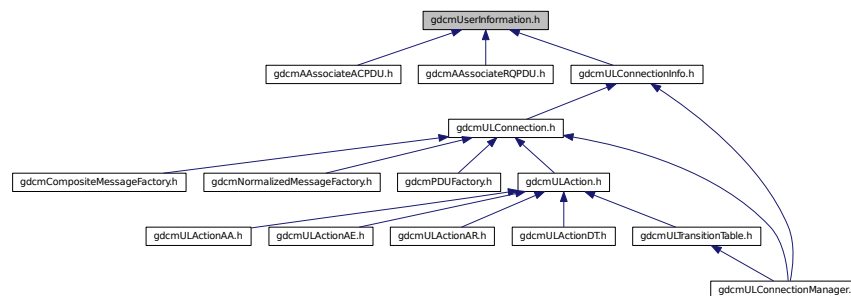 gdcmUserInformation.h
gdcmAAssociateACPDU.h
gdcmAAssociateRQPDU.h
gdcmULConnectionInfo.h
gdcmULConnection.h
gdcmCompositeMessageFactory.h
gdcmNormalizedMessageFactory.h
gdcmPDUFactory.h
gdcmULAction.h
gdcmULActionAA.h
gdcmULActionAE.h
gdcmULActionAR.h
gdcmULActionDT.h
gdcmULTransitionTable.h
gdcmULConnectionManager.